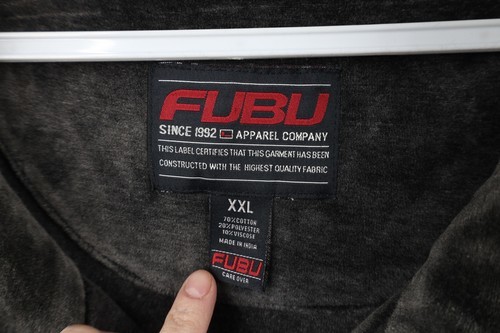 FUBU
SINCE 1992 APPAREL COMPANY
THIS LABEL CERTIFIES THAT THIS GARMENT HAS BEEN
CONSTRUCTED WITH THE HIGHEST QUALITY FABRIC
XXL
70%COTTON
20%POLYESTER
10%VISCOSE
MADE IN INDIA
FUBU
CARE OVER